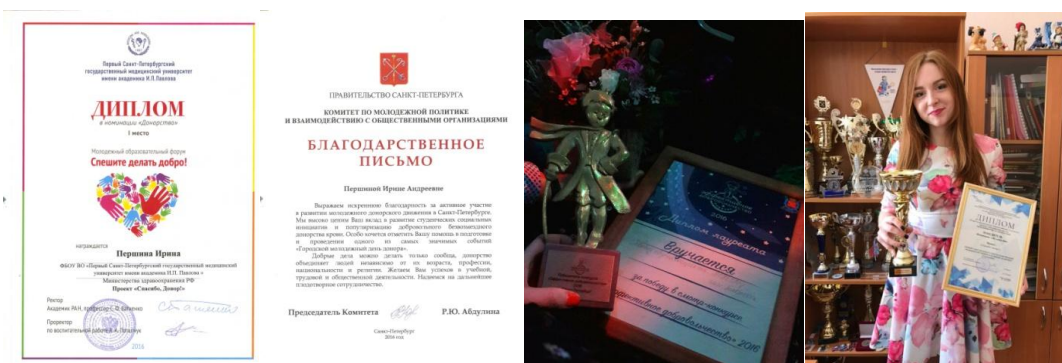 Первый Санкт-Петербургский
государственный медицинский университет
имени академика И.П. Павлова
ДИПЛОМ
в номинации «Донорство»
I место
Молодежный образовательный форум
Спешите делать добро!
награждается
Першина Ирина
ФБОУ ВО «Первый Санкт-Петербургский государственный медицинский
университет имени академика И.П. Павлова »
Министерства здравоохранения РФ
Проект «Спасибо, Донор!»
Ректор
Академик РАН, профессор
Проректор
по воспитательной работе
2016
ПРАВИТЕЛЬСТВО САНКТ-ПЕТЕРБУРГА
КОМИТЕТ ПО МОЛОДЕЖНОЙ ПОЛИТИКЕ
И ВЗАИМОДЕЙСТВИЮ С ОБЩЕСТВЕННЫМИ ОРГАНИЗАЦИЯМИ
БЛАГОДАРСТВЕННОЕ
ПИСЬМО
Першиной Ирине Андреевне
Выражаем искреннюю благодарность за активное участие
в развитии молодежного донорского движения в Санкт-Петербурге.
Мы высоко ценим Ваш вклад в развитие студенческих социальных
инициатив и популяризацию добровольного безвозмездного
донорства крови. Особо хочется отметить Вашу помощь в подготовке
и проведении одного из самых значимых событий
«Городской молодежный день донора».
Добрые дела можно делать только сообща, донорство
объединяет людей независимо от их возраста, профессии,
национальности и религии. Желаем Вам успехов в учебной,
трудовой и общественной деятельности. Надеемся на дальнейшее
плодотворное сотрудничество.
Председатель Комитета Р.Ю. Абдулина
Санкт-Петербург
2016 год
2016
Диплом лауреата
Вручается
за победу в смотре-конкурсе
добровольчества» 2016
ДИПЛОМ